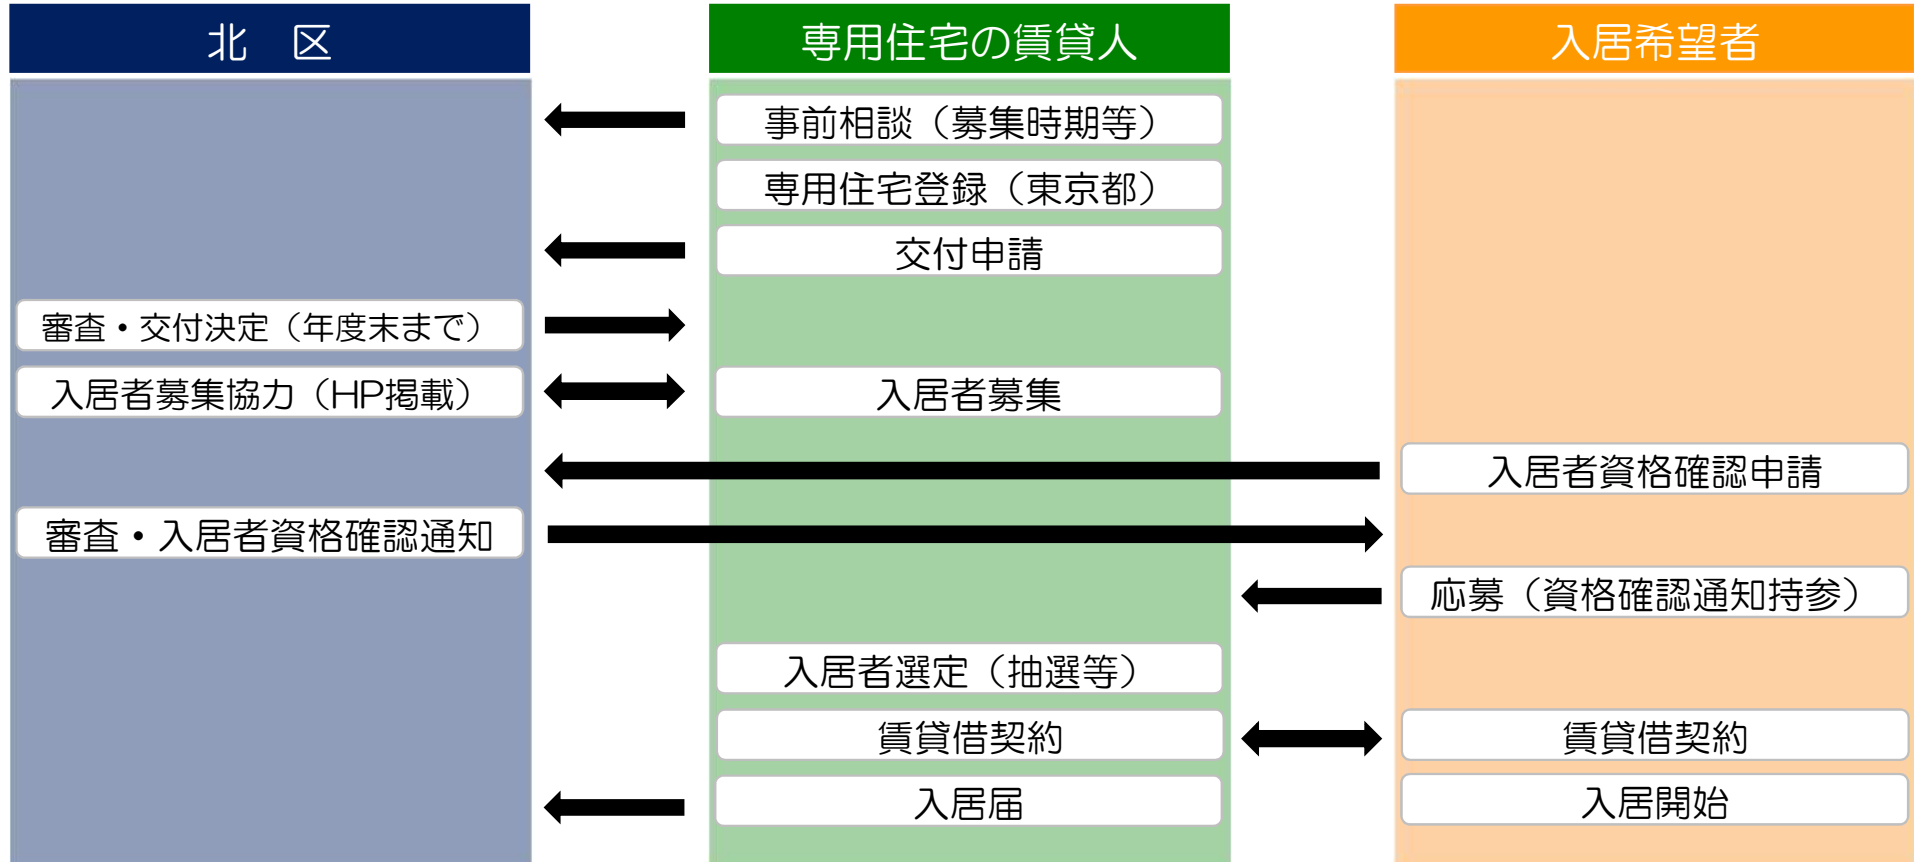 北　区
専用住宅の賃貸人
入居希望者
事前相談（募集時期等）
専用住宅登録（東京都）
交付申請
審査・交付決定（年度末まで）
入居者募集協力（HP掲載）
入居者募集
入居者資格確認申請
審査・入居者資格確認通知
応募（資格確認通知持参）
入居者選定（抽選等）
賃貸借契約
賃貸借契約
入居届
入居開始